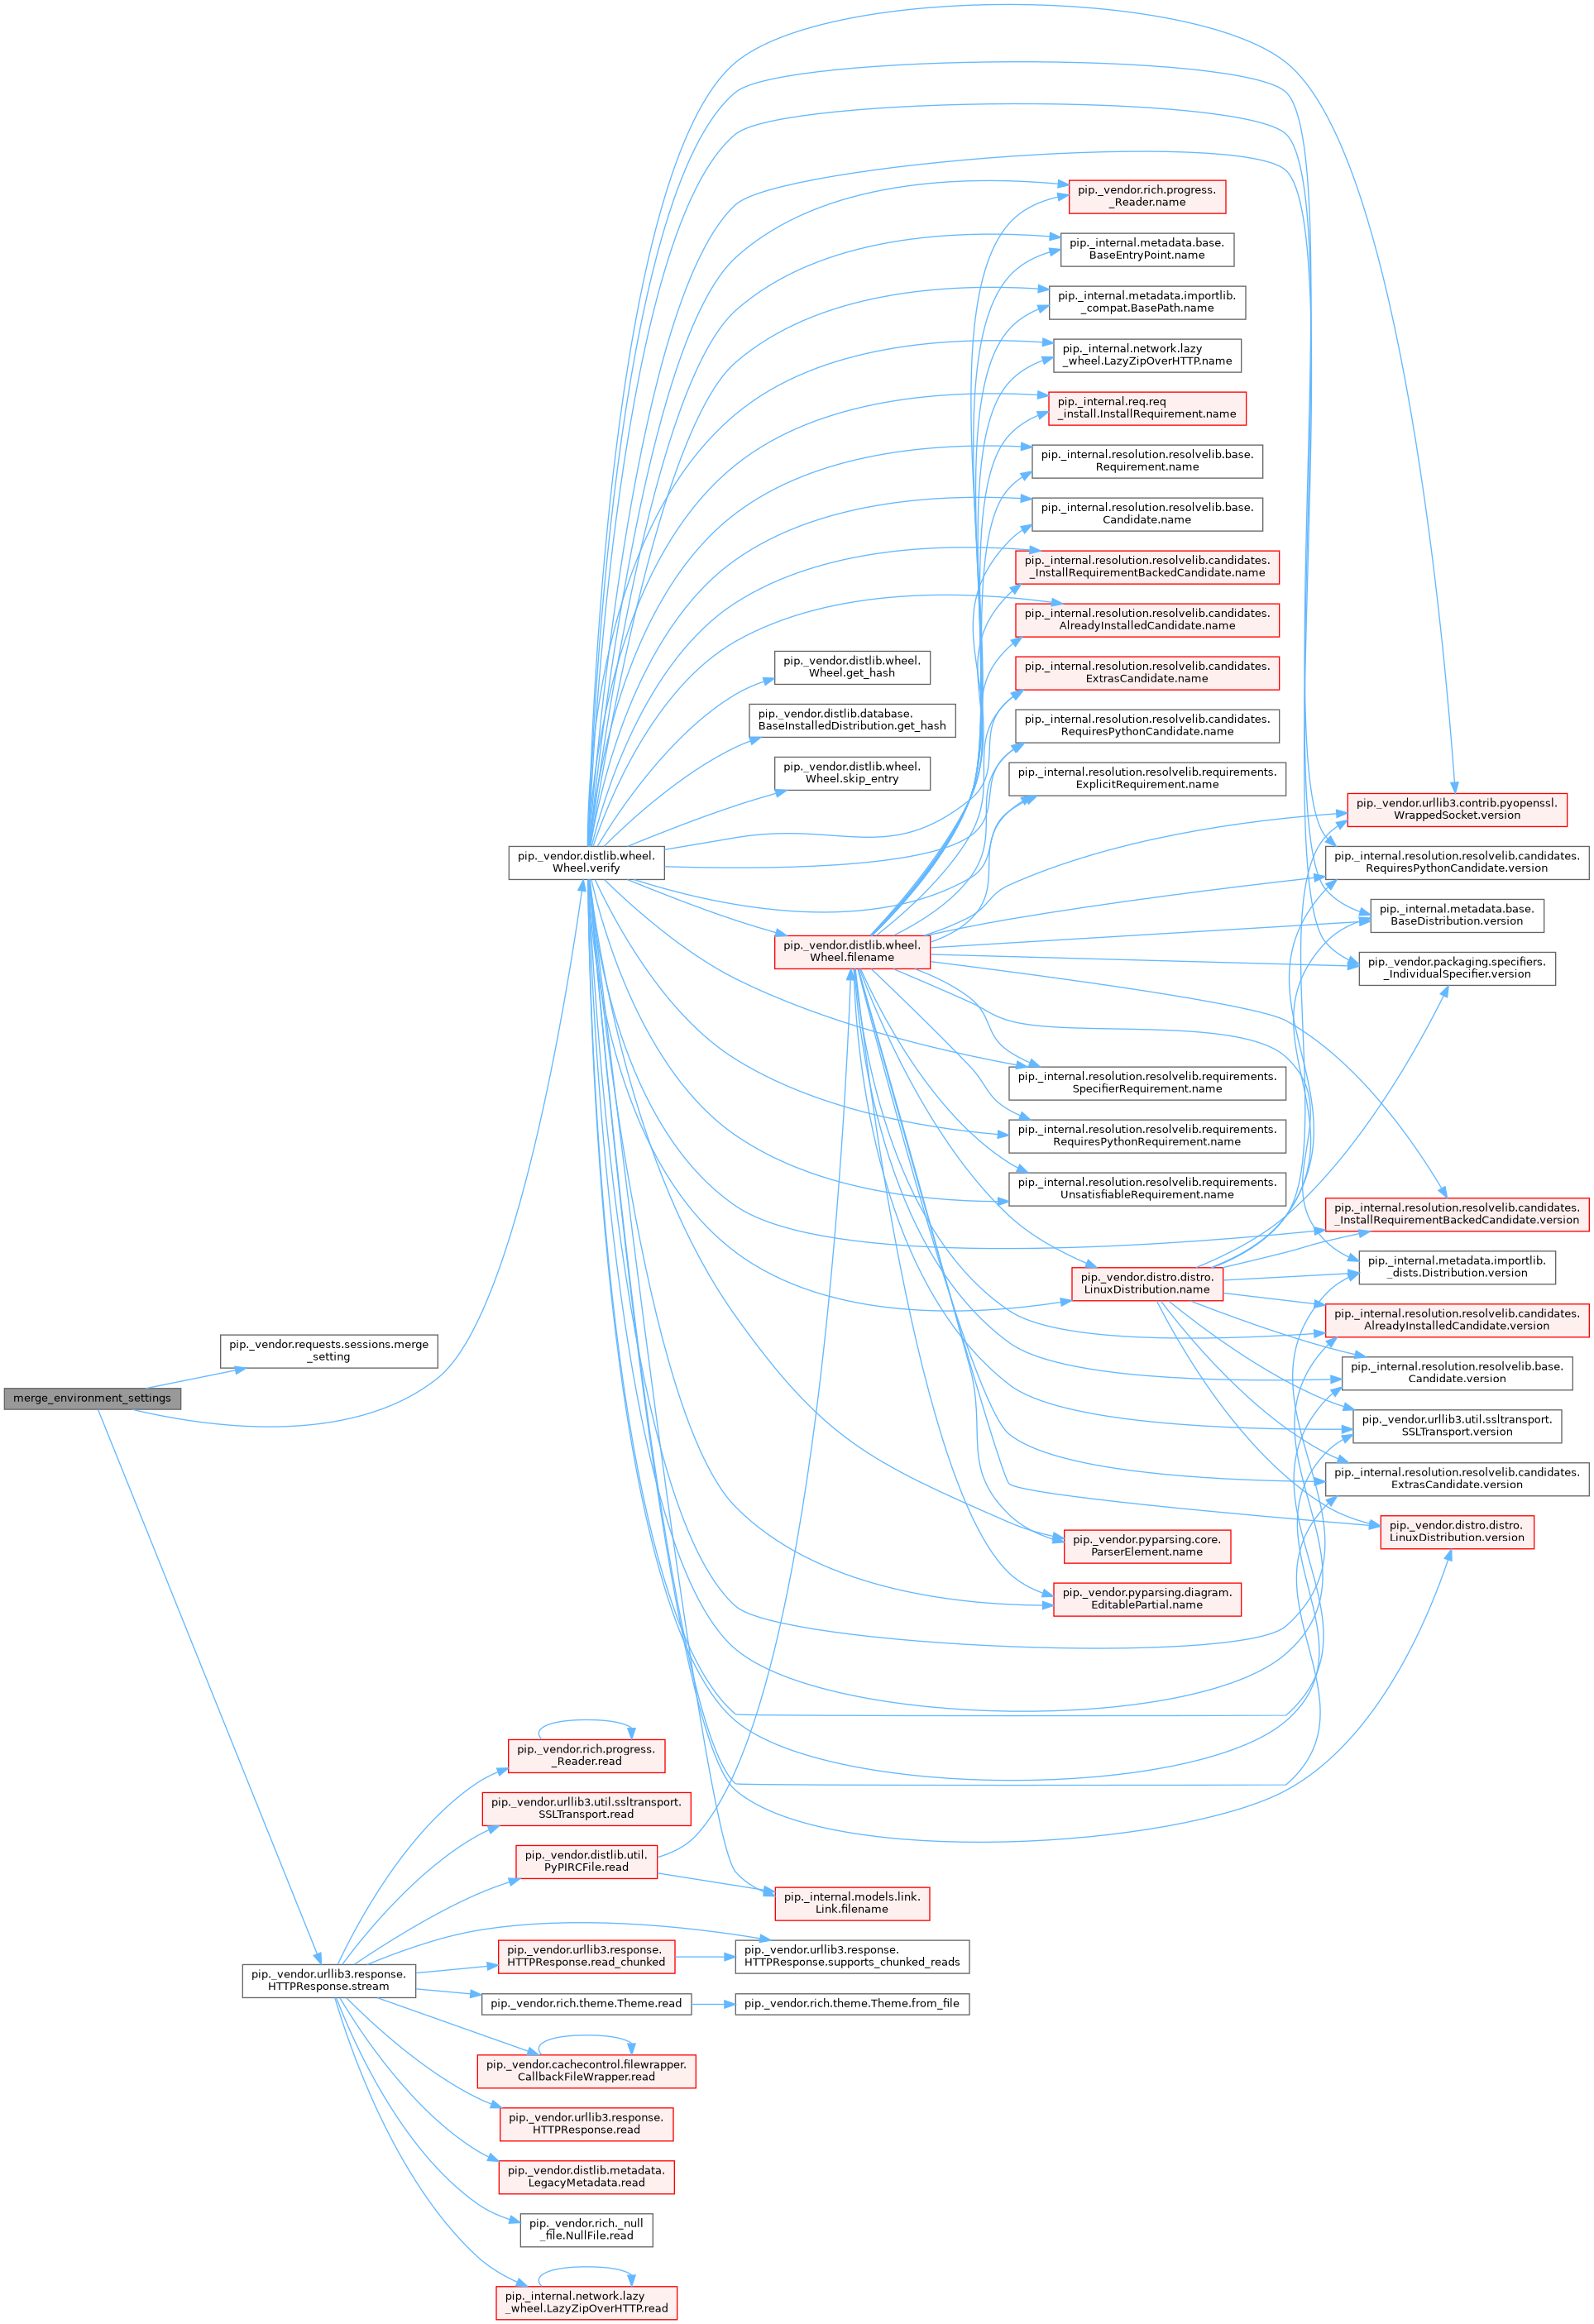 merge_environment_settings
pip._vendor.requests.sessions.merge
_setting
pip._vendor.distlib.wheel.
Wheel.verify
pip._vendor.urllib3.response.
HTTPResponse.stream
pip._vendor.distlib.wheel.
Wheel.get_hash
pip._vendor.distlib.database.
BaseInstalledDistribution.get_hash
pip._vendor.distlib.wheel.
Wheel.skip_entry
pip._vendor.distlib.wheel.
Wheel.filename
pip._vendor.rich.progress.
_Reader.name
pip._internal.metadata.base.
BaseEntryPoint.name
pip._internal.metadata.importlib.
_compat.BasePath.name
pip._internal.network.lazy
_wheel.LazyZipOverHTTP.name
pip._internal.req.req
_install.InstallRequirement.name
pip._internal.resolution.resolvelib.base.
Requirement.name
pip._internal.resolution.resolvelib.base.
Candidate.name
pip._internal.resolution.resolvelib.candidates.
_InstallRequirementBackedCandidate.name
pip._internal.resolution.resolvelib.candidates.
AlreadyInstalledCandidate.name
pip._internal.resolution.resolvelib.candidates.
ExtrasCandidate.name
pip._internal.resolution.resolvelib.candidates.
RequiresPythonCandidate.name
pip._internal.resolution.resolvelib.requirements.
ExplicitRequirement.name
pip._internal.resolution.resolvelib.requirements.
SpecifierRequirement.name
pip._internal.resolution.resolvelib.requirements.
RequiresPythonRequirement.name
pip._internal.resolution.resolvelib.requirements.
UnsatisfiableRequirement.name
pip._vendor.distro.distro.
LinuxDistribution.name
pip._vendor.pyparsing.core.
ParserElement.name
pip._vendor.pyparsing.diagram.
EditablePartial.name
pip._vendor.urllib3.contrib.pyopenssl.
WrappedSocket.version
pip._internal.resolution.resolvelib.candidates.
RequiresPythonCandidate.version
pip._internal.metadata.base.
BaseDistribution.version
pip._vendor.packaging.specifiers.
_IndividualSpecifier.version
pip._internal.resolution.resolvelib.candidates.
_InstallRequirementBackedCandidate.version
pip._internal.metadata.importlib.
_dists.Distribution.version
pip._internal.resolution.resolvelib.candidates.
AlreadyInstalledCandidate.version
pip._internal.resolution.resolvelib.base.
Candidate.version
pip._vendor.urllib3.util.ssltransport.
SSLTransport.version
pip._internal.resolution.resolvelib.candidates.
ExtrasCandidate.version
pip._vendor.distro.distro.
LinuxDistribution.version
pip._vendor.rich.progress.
_Reader.read
pip._vendor.urllib3.util.ssltransport.
SSLTransport.read
pip._vendor.distlib.util.
PyPIRCFile.read
pip._internal.models.link.
Link.filename
pip._vendor.urllib3.response.
HTTPResponse.read_chunked
pip._vendor.urllib3.response.
HTTPResponse.supports_chunked_reads
pip._vendor.rich.theme.Theme.read
pip._vendor.rich.theme.Theme.from_file
pip._vendor.cachecontrol.filewrapper.
CallbackFileWrapper.read
pip._vendor.urllib3.response.
HTTPResponse.read
pip._vendor.distlib.metadata.
LegacyMetadata.read
pip._vendor.rich._null
_file.NullFile.read
pip._internal.network.lazy
_wheel.LazyZipOverHTTP.read